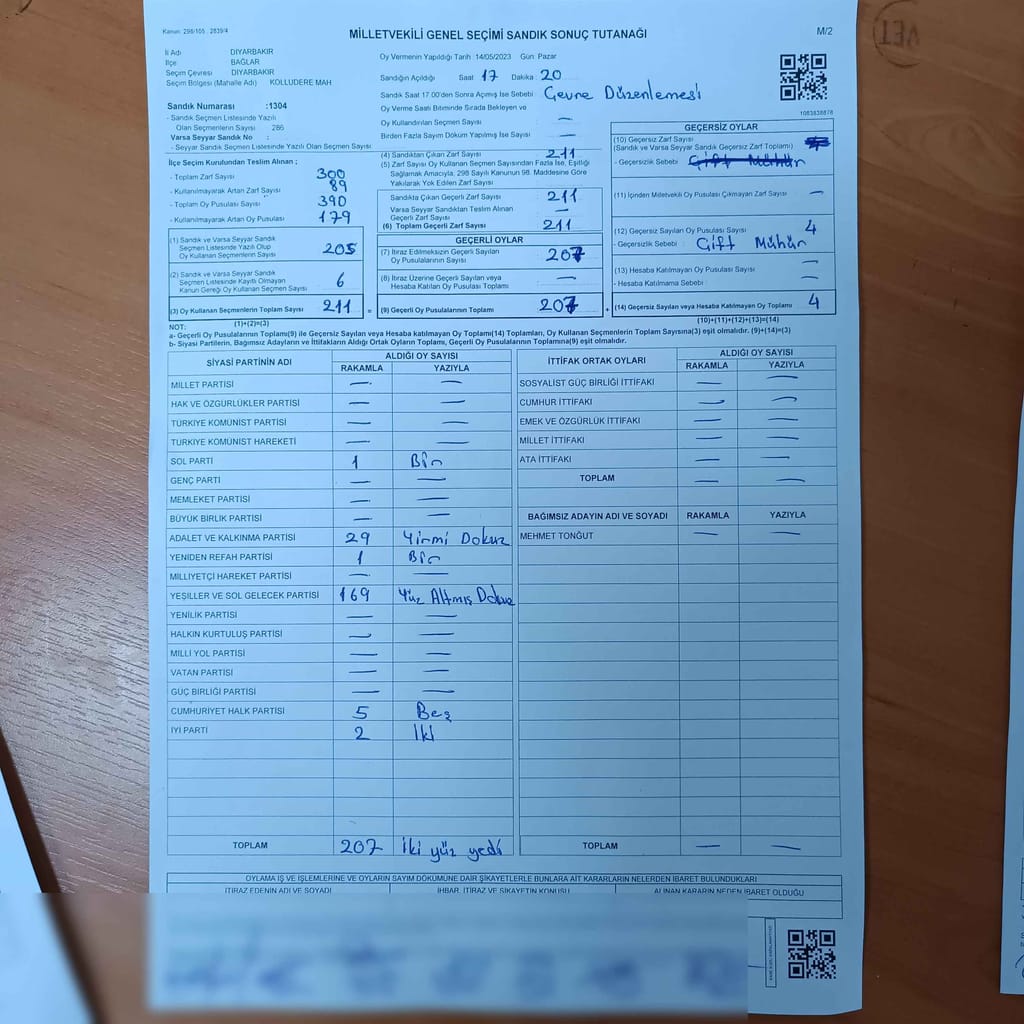 Kanun: 298/105 . 2839/4
MİLLETVEKİLİ GENEL SEÇİMİ SANDIK SONUÇ TUTANAĞI
M/2
İl Adı DİYARBAKIR
İlçe BAĞLAR
Seçim Çevresi DİYARBAKIR
Seçim Bölgesi (Mahalle Adı) KOLLUDERE MAH
Sandık Numarası :1304
- Sandık Seçmen Listesinde Yazılı
Olan Seçmenlerin Sayısı 286
Varsa Seyyar Sandık No :
- Seyyar Sandık Seçmen Listesinde Yazılı Olan Seçmen Sayısı
Oy Vermenin Yapıldığı Tarih :14/05/2023 Gün: Pazar
Sandığın Açıldığı Saat 17 Dakika 20
Sandık Saat 17.00'den Sonra Açımış İse Sebebi Çevre Düzenlemesi
Oy Verme Saati Bitiminde Sırada Bekleyen ve
Oy Kullandırılan Seçmen Sayısı —
Birden Fazla Sayım Döküm Yapılmış İse Sayısı —
1063838878
İlçe Seçim Kurulundan Teslim Alınan ;
- Toplam Zarf Sayısı 300
- Kullanılmayarak Artan Zarf Sayısı 89
- Toplam Oy Pusulası Sayısı 390
- Kullanılmayarak Artan Oy Pusulası 179
(1) Sandık ve Varsa Seyyar Sandık
Seçmen Listesinde Yazılı Olup
Oy Kullanan Seçmenlerin Sayısı 205
(2) Sandık ve Varsa Seyyar Sandık
Seçmen Listesinde Kayıtlı Olmayan
Kanun Gereği Oy Kullanan Seçmen Sayısı 6
(3) Oy Kullanan Seçmenlerin Toplam Sayısı 211 =
(1)+(2)=(3)
(4) Sandıktan Çıkan Zarf Sayısı 211
(5) Zarf Sayısı Oy Kullanan Seçmen Sayısından Fazla İse, Eşitliği
Sağlamak Amacıyla, 298 Sayılı Kanunun 98. Maddesine Göre
Yakılarak Yok Edilen Zarf Sayısı
Sandıkta Çıkan Geçerli Zarf Sayısı 211
Varsa Seyyar Sandıktan Teslim Alınan
Geçerli Zarf Sayısı —
(6) Toplam Geçerli Zarf Sayısı 211
GEÇERLİ OYLAR
(7) İtiraz Edilmeksizin Geçerli Sayılan
Oy Pusulalarının Sayısı 207
(8) İtiraz Üzerine Geçerli Sayılan veya
Hesaba Katılan Oy Pusulası Toplamı —
(9) Geçerli Oy Pusulalarının Toplamı 207 +
GEÇERSİZ OYLAR
(10) Geçersiz Zarf Sayısı
(Sandık ve Varsa Seyyar Sandık Geçersiz Zarf Toplamı)
- Geçersizlik Sebebi : Çift Mühür
(11) İçinden Milletvekili Oy Pusulası Çıkmayan Zarf Sayısı —
(12) Geçersiz Sayılan Oy Pusulası Sayısı 4
- Geçersizlik Sebebi : Çift Mühür
(13) Hesaba Katılmayan Oy Pusulası Sayısı —
- Hesaba Katılmama Sebebi : —
(14) Geçersiz Sayılan veya Hesaba Katılmayan Oy Toplamı 4
(10)+(11)+(12)+(13)=(14)
NOT:
a- Geçerli Oy Pusulalarının Toplamı(9) ile Geçersiz Sayılan veya Hesaba katılmayan Oy Toplamı(14) Toplamları, Oy Kullanan Seçmenlerin Toplam Sayısına(3) eşit olmalıdır. (9)+(14)=(3)
b- Siyasi Partilerin, Bağımsız Adayların ve İttifakların Aldığı Ortak Oyların Toplamı, Geçerli Oy Pusulalarının Toplamına(9) eşit olmalıdır.
SİYASİ PARTİNİN ADI ALDIĞI OY SAYISI
RAKAMLA YAZIYLA
MİLLET PARTİSİ — —
HAK VE ÖZGÜRLÜKLER PARTİSİ — —
TÜRKİYE KOMÜNİST PARTİSİ — —
TÜRKİYE KOMÜNİST HAREKETİ — —
SOL PARTİ 1 Bir
GENÇ PARTİ — —
MEMLEKET PARTİSİ — —
BÜYÜK BİRLİK PARTİSİ — —
ADALET VE KALKINMA PARTİSİ 29 Yirmi Dokuz
YENİDEN REFAH PARTİSİ 1 Bir
MİLLİYETÇİ HAREKET PARTİSİ — —
YEŞİLLER VE SOL GELECEK PARTİSİ 169 Yüz Altmış Dokuz
YENİLİK PARTİSİ — —
HALKIN KURTULUŞ PARTİSİ — —
MİLLİ YOL PARTİSİ — —
VATAN PARTİSİ — —
GÜÇ BİRLİĞİ PARTİSİ — —
CUMHURİYET HALK PARTİSİ 5 Beş
İYİ PARTİ 2 İki
TOPLAM 207 İki yüz yedi
İTTİFAK ORTAK OYLARI ALDIĞI OY SAYISI
RAKAMLA YAZIYLA
SOSYALİST GÜÇ BİRLİĞİ İTTİFAKI — —
CUMHUR İTTİFAKI — —
EMEK VE ÖZGÜRLÜK İTTİFAKI — —
MİLLET İTTİFAKI — —
ATA İTTİFAKI — —
TOPLAM — —
BAĞIMSIZ ADAYIN ADI VE SOYADI RAKAMLA YAZIYLA
MEHMET TONĞUT — —
TOPLAM — —
OYLAMA İŞ VE İŞLEMLERİNE VE OYLARIN SAYIM DÖKÜMÜNE DAİR ŞİKAYETLERLE BUNLARA AİT KARARLARIN NELERDEN İBARET BULUNDUKLARI
İTİRAZ EDENİN ADI VE SOYADI İHBAR, İTİRAZ VE ŞİKAYETİN KONUSU ALINAN KARARIN NEDEN İBARET OLDUĞU